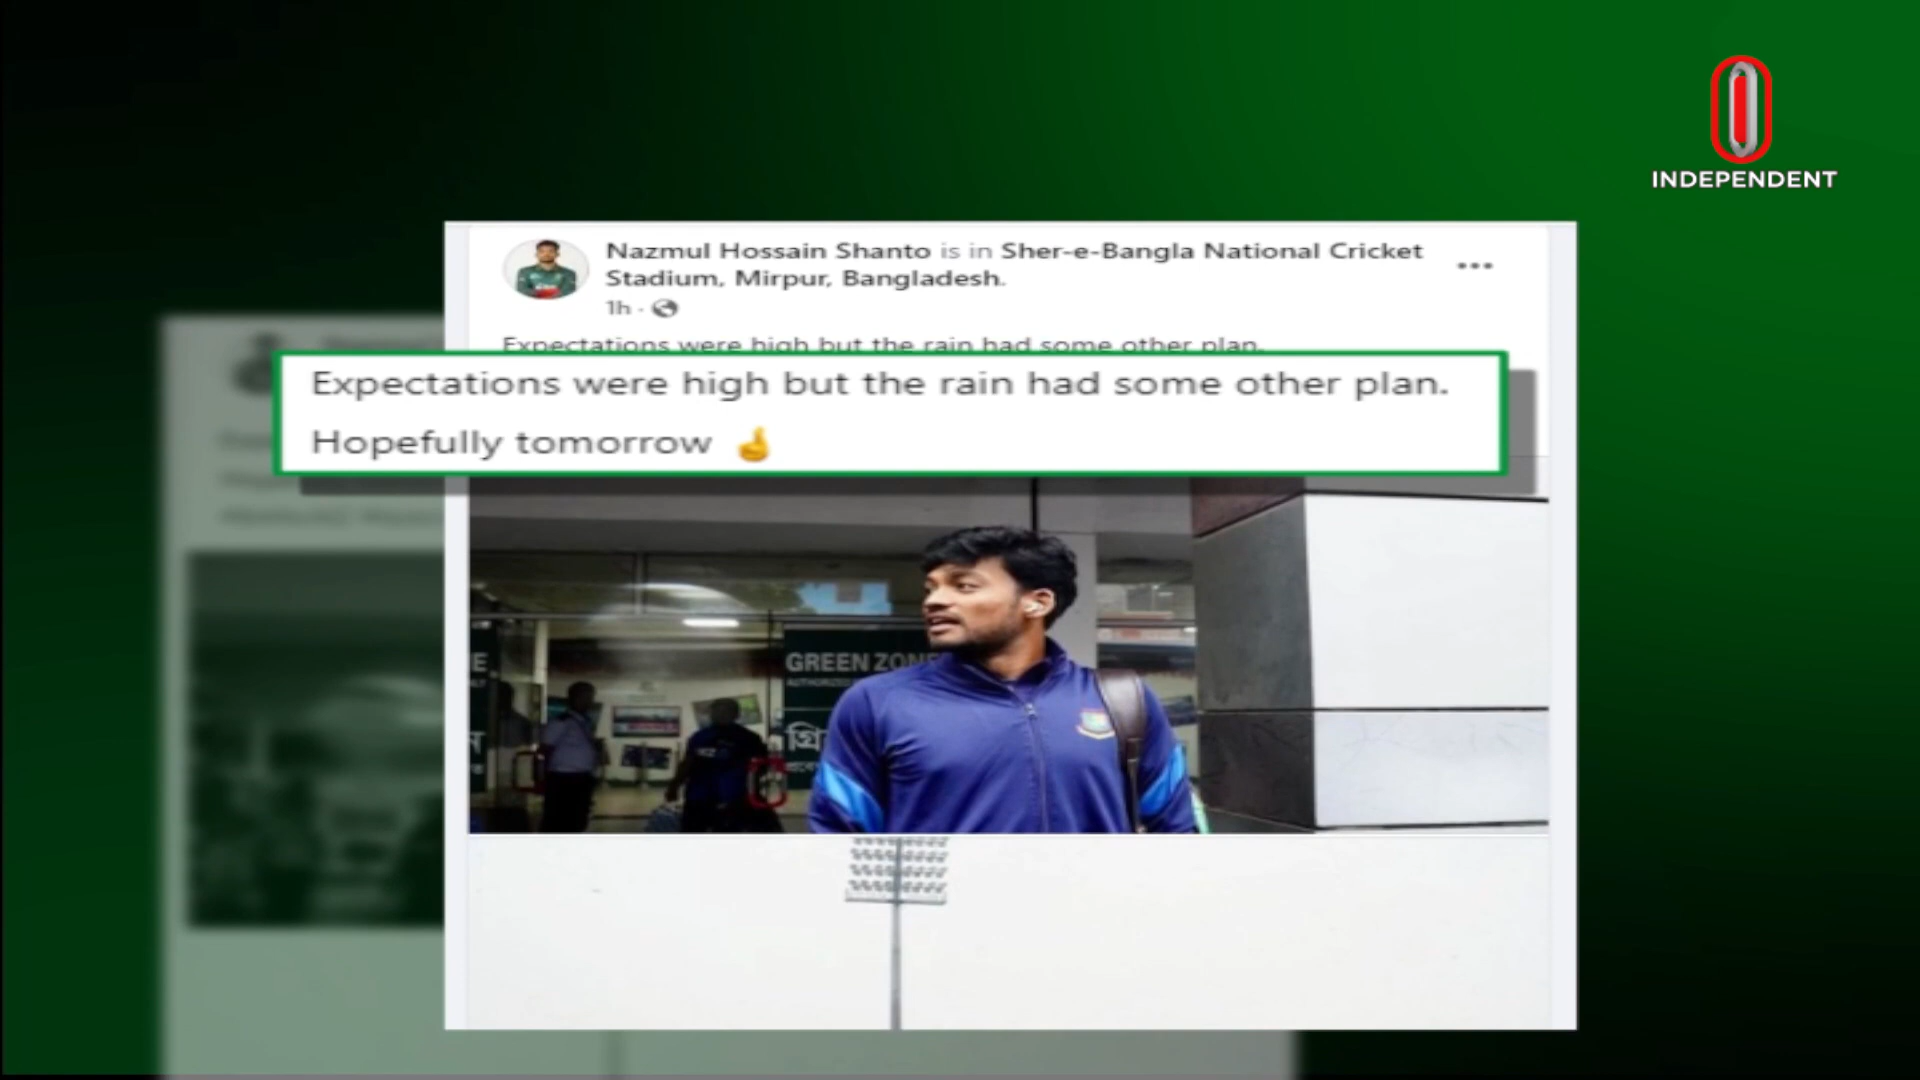 INDEPENDENT
Nazmul Hossain Shanto is in Sher-e-Bangla National Cricket
Stadium, Mirpur, Bangladesh.
1h ·
Expectations were high but the rain had some other plan.
Expectations were high but the rain had some other plan.
Hopefully tomorrow 🤞
GREEN ZONE
গ্রি